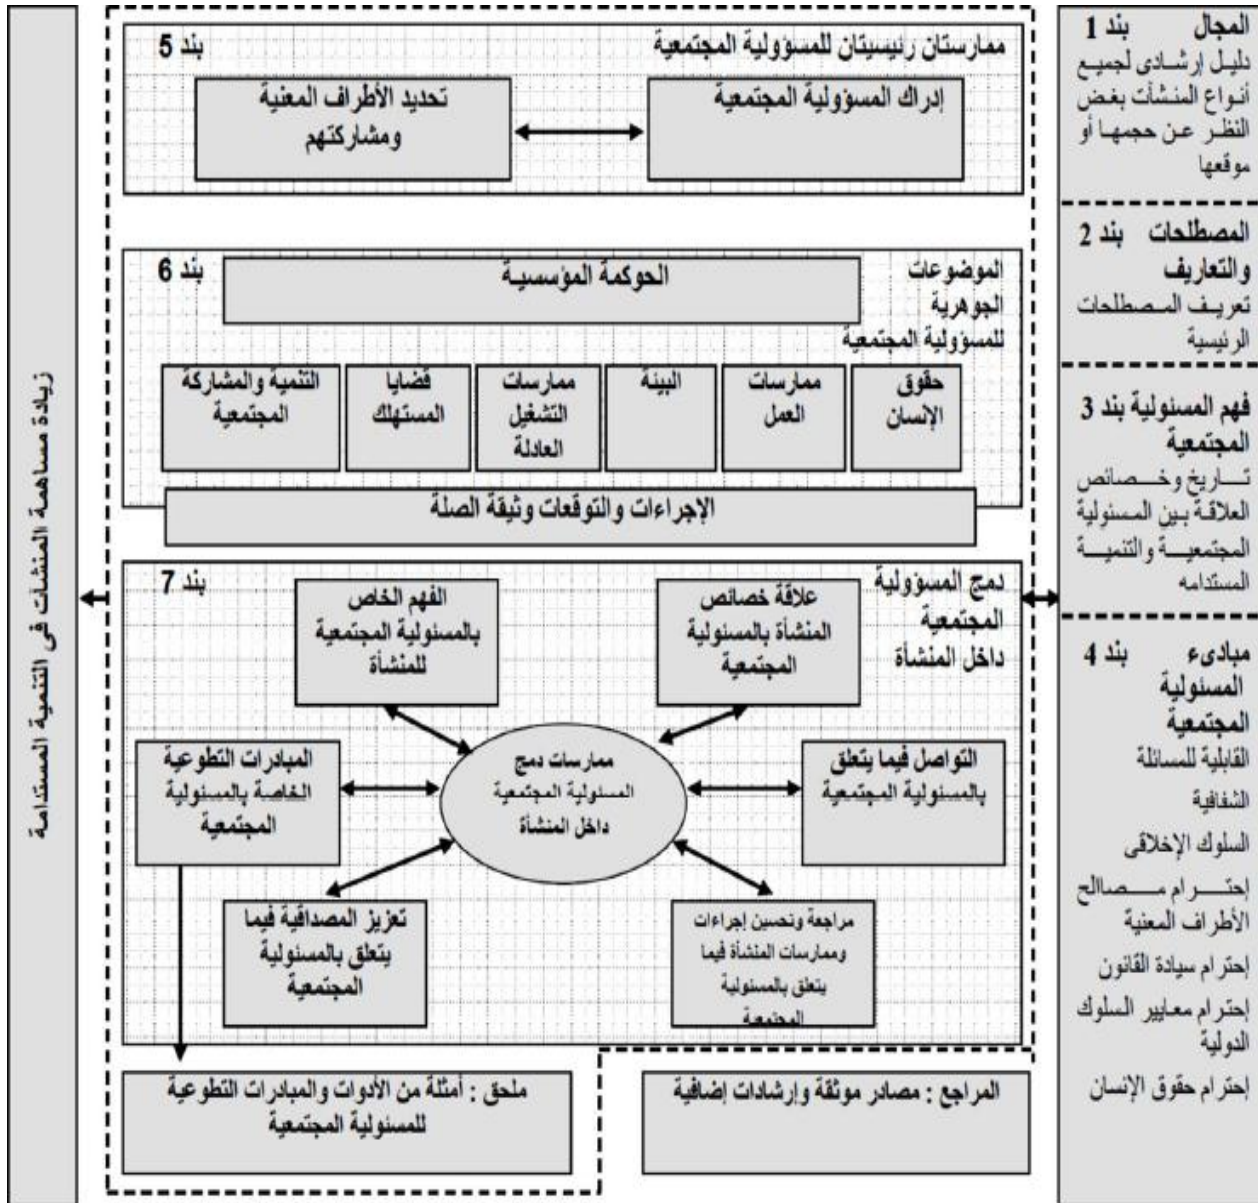 المجال بند 1
دليل إرشادى لجميع
أنواع المنشآت بغض
النظر عن حجمها أو
موقعها
المصطلحات بند 2
والتعاريف
تعريف المصطلحات
الرئيسية
فهم المسئولية بند 3
المجتمعية
تاريخ وخصائص
العلاقة بين المسئولية
المجتمعية والتنمية
المستدامه
مبادىء بند 4
المسئولية
المجتمعية
القابلية للمسائلة
الشفافية
السلوك الإخلاقى
إحترام مصاالح
الأطراف المعنية
إحترام سيادة القانون
إحترام معايير السلوك
الدولية
إحترام حقوق الإنسان
ممارستان رئيسيتان للمسؤولية المجتمعية بند 5
إدراك المسؤولية المجتمعية
تحديد الأطراف المعنية
ومشاركتهم
الموضوعات بند 6
الجوهرية
للمسؤولية المجتمعية
الحوكمة المؤسسية
حقوق
الإنسان
ممارسات
العمل
البيئة
ممارسات
التشغيل
العادلة
قضايا
المستهلك
التنمية والمشاركة
المجتمعية
الإجراءات والتوقعات وثيقة الصلة
دمج المسؤولية بند 7
المجتمعية
داخل المنشأة
علاقة خصائص
المنشأة بالمسئولية
المجتمعية
الفهم الخاص
بالمسئولية المجتمعية
للمنشأة
التواصل فيما يتعلق
بالمسئولية المجتمعية
ممارسات دمج
المسئولية المجتمعية
داخل المنشأة
المبادرات التطوعية
الخاصة بالمسئولية
المجتمعية
مراجعة وتحسين إجراءات
وممارسات المنشأة فيما
يتعلق بالمسئولية
المجتمعية
تعزيز المصداقية فيما
يتعلق بالمسئولية
المجتمعية
المراجع : مصادر موثقة وإرشادات إضافية
ملحق : أمثلة من الأدوات والمبادرات التطوعية
للمسئولية المجتمعية
زيادة مساهمة المنشآت فى التنمية المستدامة